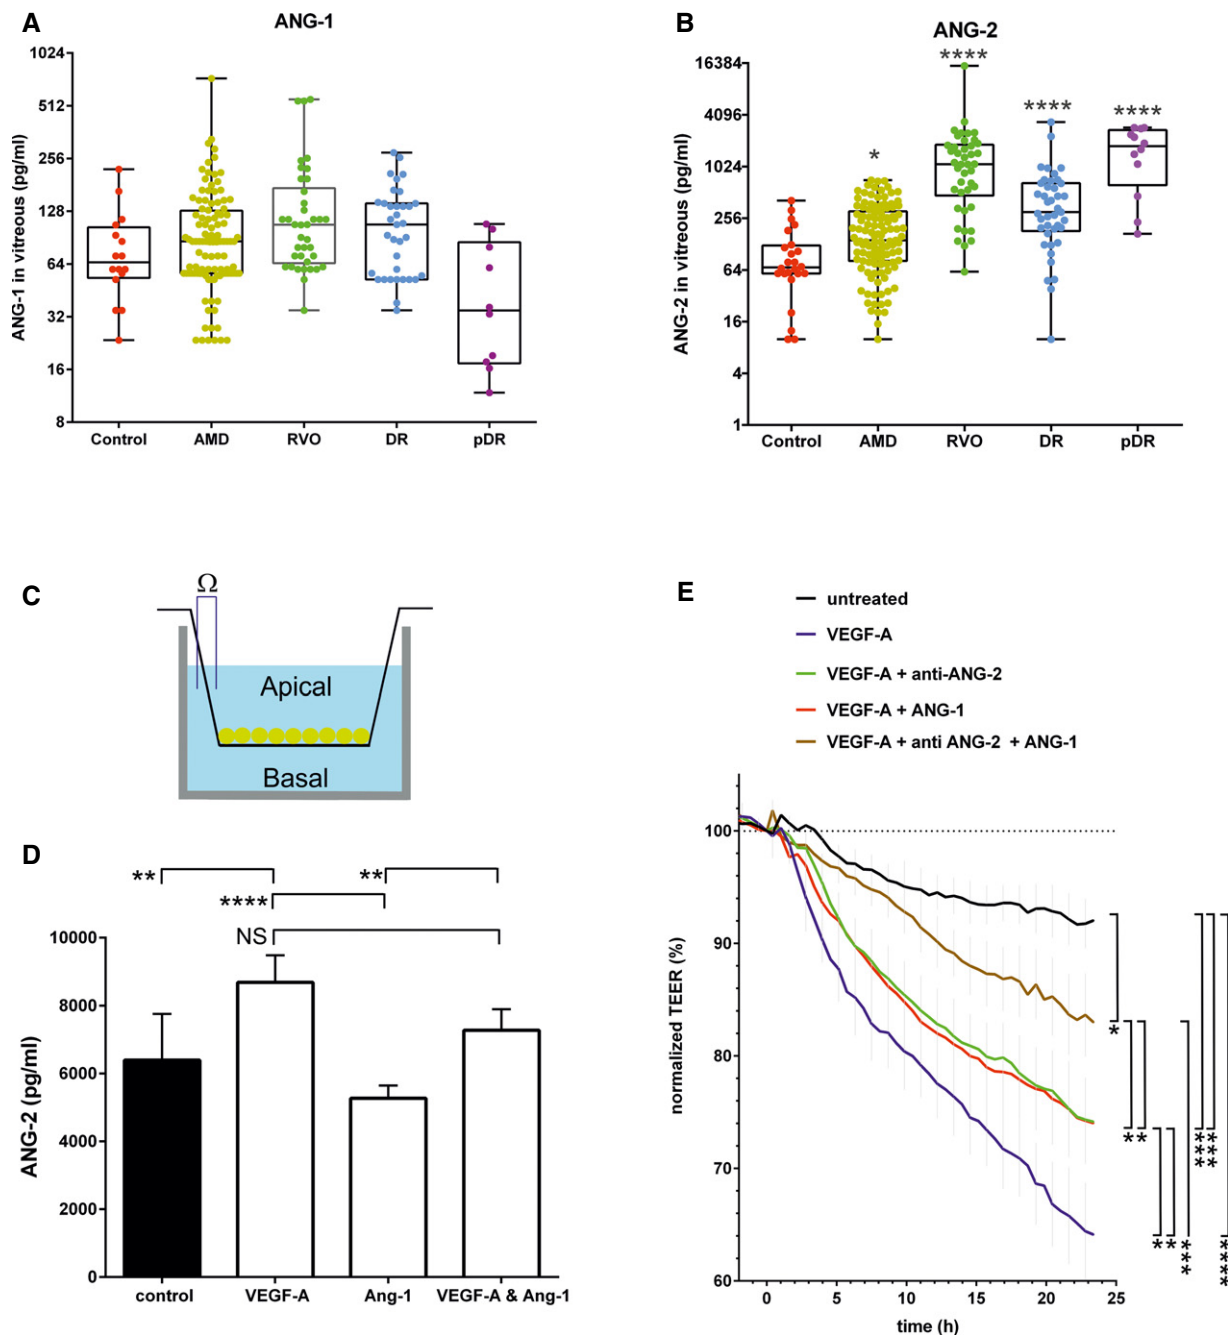 A
ANG-1
1024
512
256
128
64
32
16
8
ANG-1 in vitreous (pg/ml)
Control AMD RVO DR pDR
B
ANG-2
16384
4096
1024
256
64
16
4
1
ANG-2 in vitreous (pg/ml)
*
****
****
****
Control AMD RVO DR pDR
C
Ω
Apical
Basal
D
**
**
****
NS
10000
8000
6000
4000
2000
0
ANG-2 (pg/ml)
control VEGF-A Ang-1 VEGF-A & Ang-1
E
untreated
VEGF-A
VEGF-A + anti-ANG-2
VEGF-A + ANG-1
VEGF-A + anti ANG-2 + ANG-1
100
90
80
70
60
normalized TEER (%)
0 5 10 15 20 25
time (h)
*
**
**
***
***
***
****